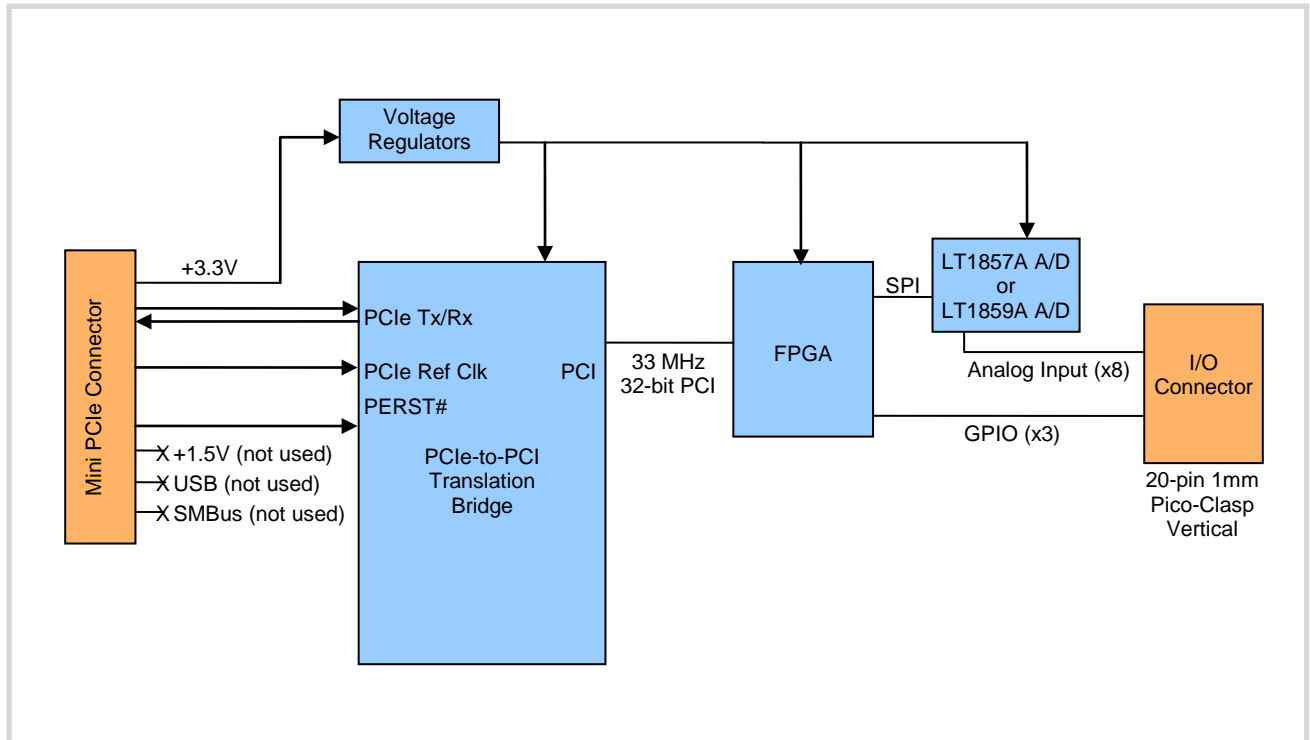 Voltage
Regulators
+3.3V
Mini PCIe Connector
PCIe Tx/Rx
PCIe Ref Clk
PCI
PERST#
PCIe-to-PCI
Translation
Bridge
X +1.5V (not used)
X USB (not used)
X SMBus (not used)
33 MHz
32-bit PCI
FPGA
SPI
LT1857A A/D
or
LT1859A A/D
Analog Input (x8)
GPIO (x3)
I/O
Connector
20-pin 1mm
Pico-Clasp
Vertical